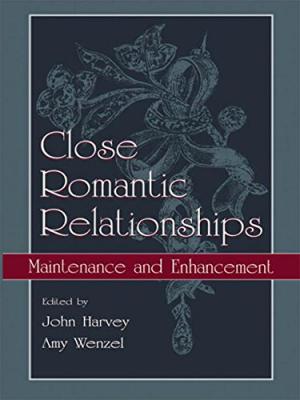 Close
Romantic
Relationships
Maintenance and Enhancement
Edited by
John Harvey
Amy Wenzel